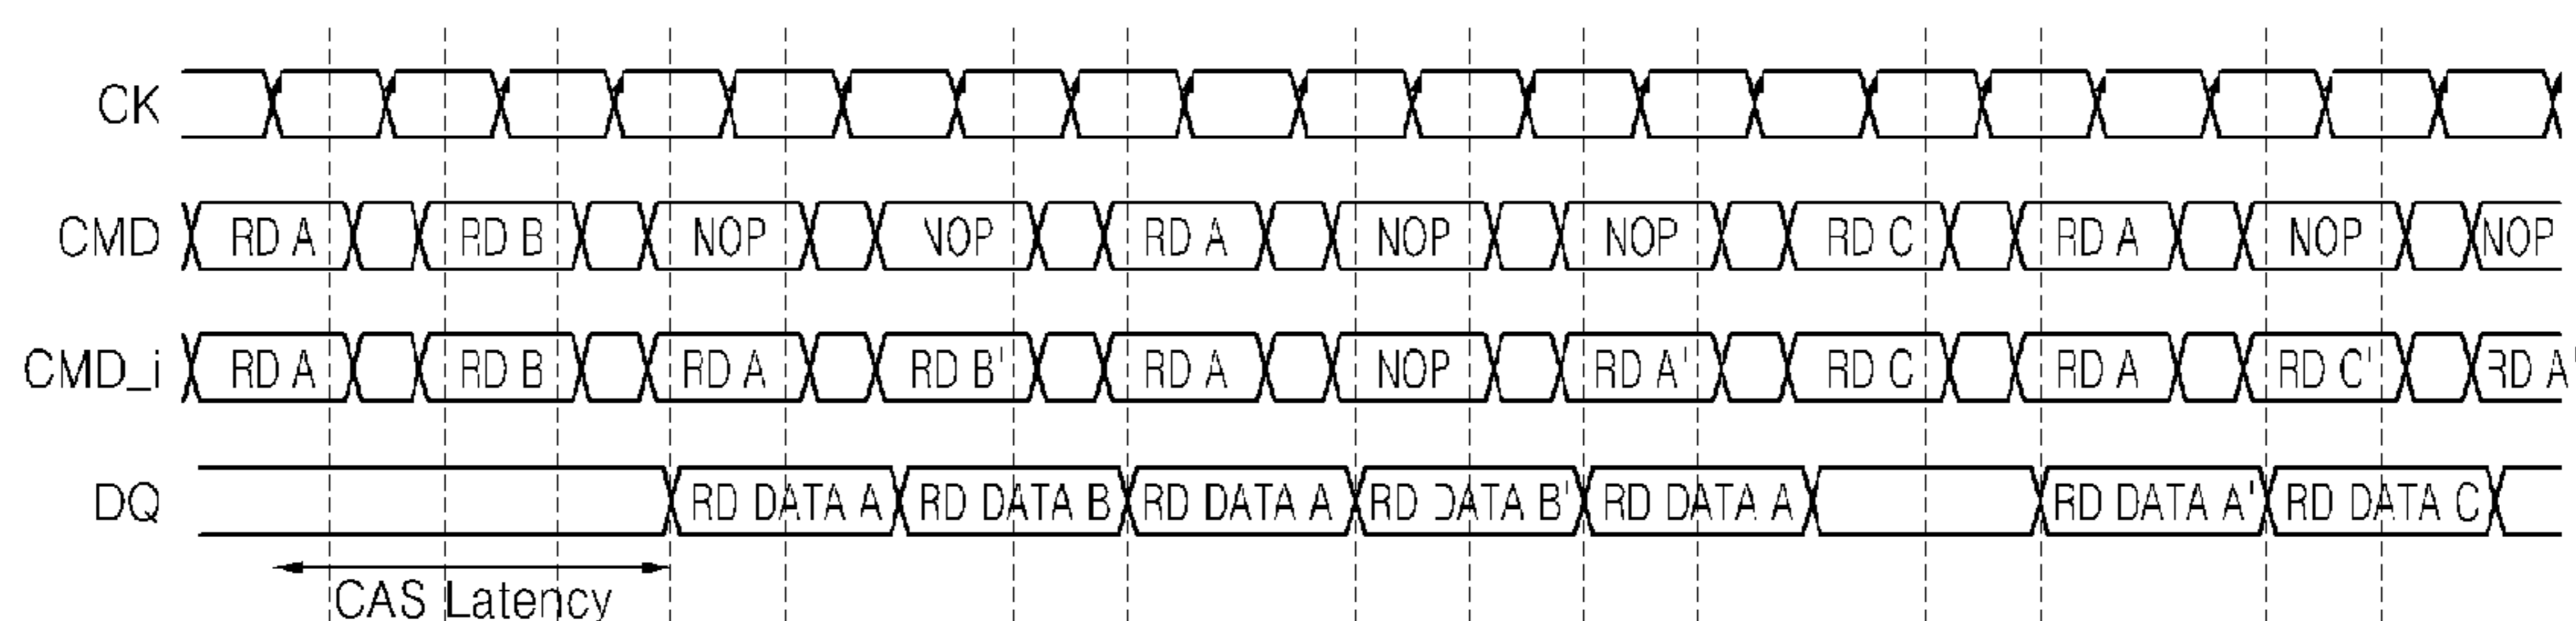 CK
CMD RD A RD B NOP NOP RD A NOP NOP RD C RD A NOP NOP
CMD_i RD A RD B RD A RD B' RD A NOP RD A' RD C RD A RD C' RD A'
DQ RD DATA A RD DATA B RD DATA A RD DATA B' RD DATA A RD DATA A' RD DATA C
CAS Latency